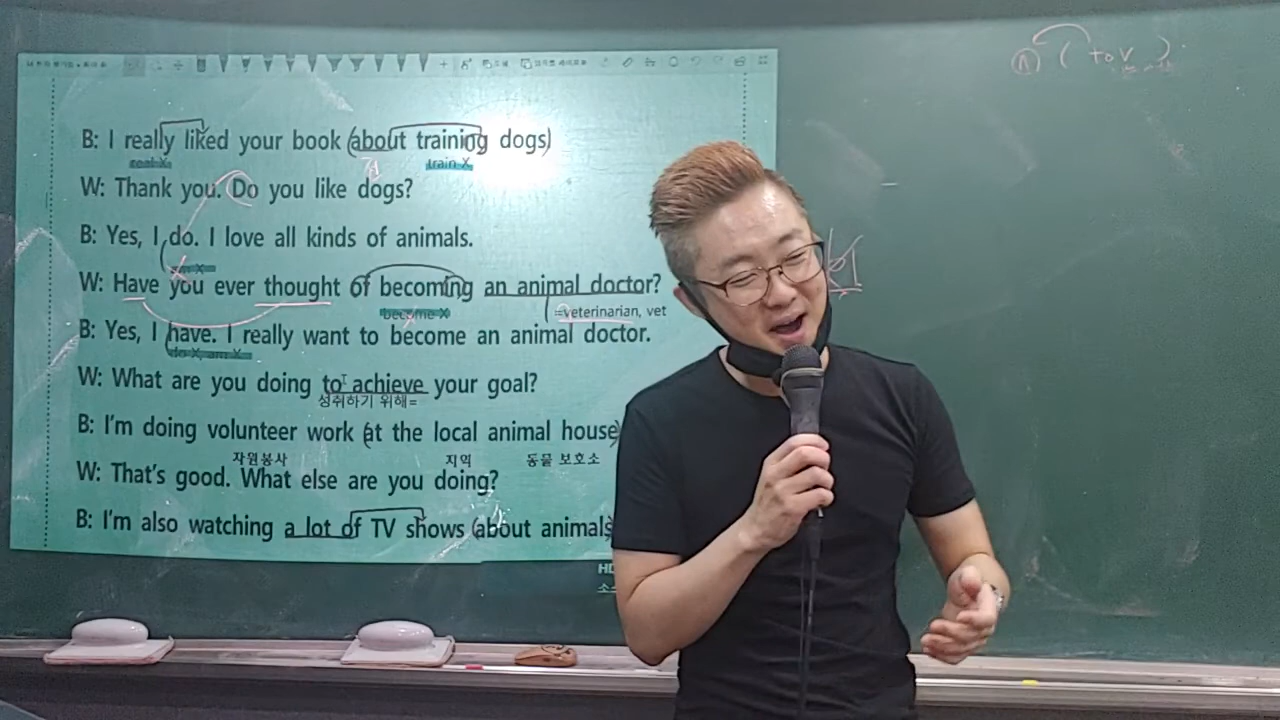 n ( to v )
B: I really liked your book (about training dogs)
real X
train X
W: Thank you. Do you like dogs?
B: Yes, I do. I love all kinds of animals.
W: Have you ever thought of becoming an animal doctor?
become X
=veterinarian, vet
B: Yes, I have. I really want to become an animal doctor.
do X, am X
W: What are you doing to achieve your goal?
성취하기 위해=
B: I'm doing volunteer work (at the local animal house)
자원봉사 지역 동물 보호소
W: That's good. What else are you doing?
B: I'm also watching a lot of TV shows (about animals